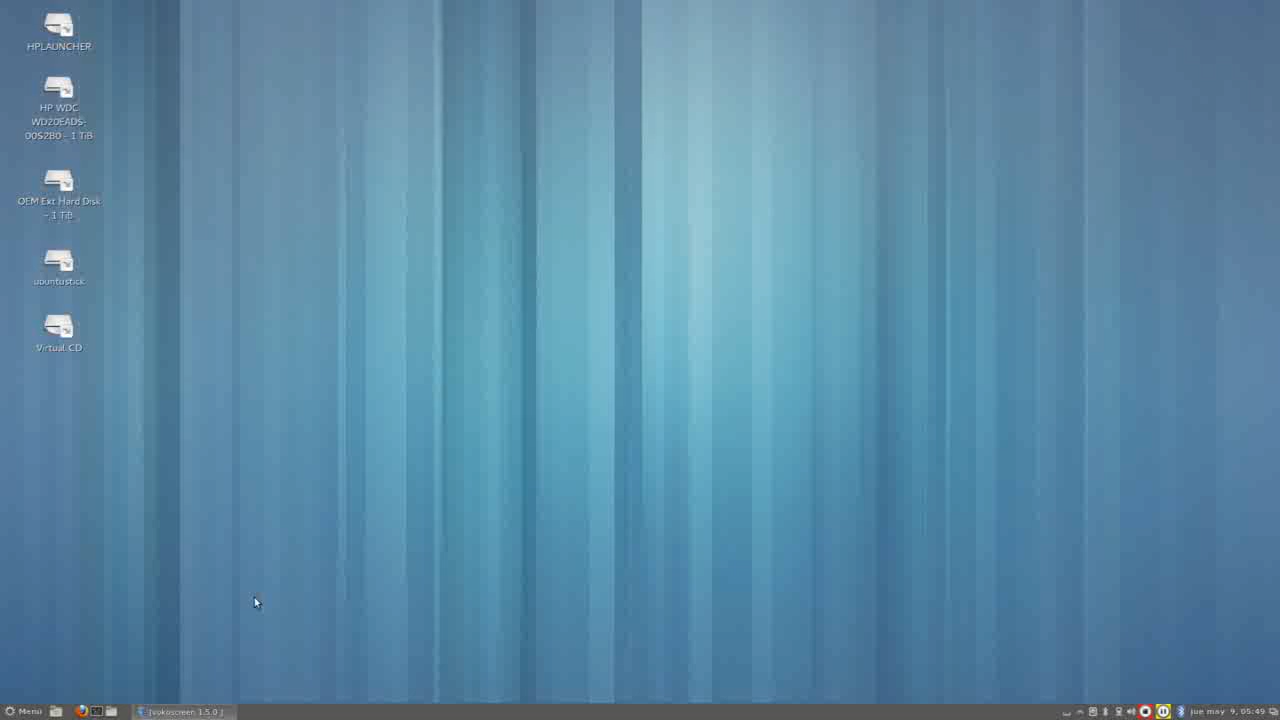 HPLAUNCHER
HP WDC
WD20EADS-
00S2B0 - 1 TiB
OEM Ext Hard Disk
- 1 TiB
ubuntustick
Virtual CD
Menú
[vokoscreen 1.5.0 ]
jue may  9, 05:49